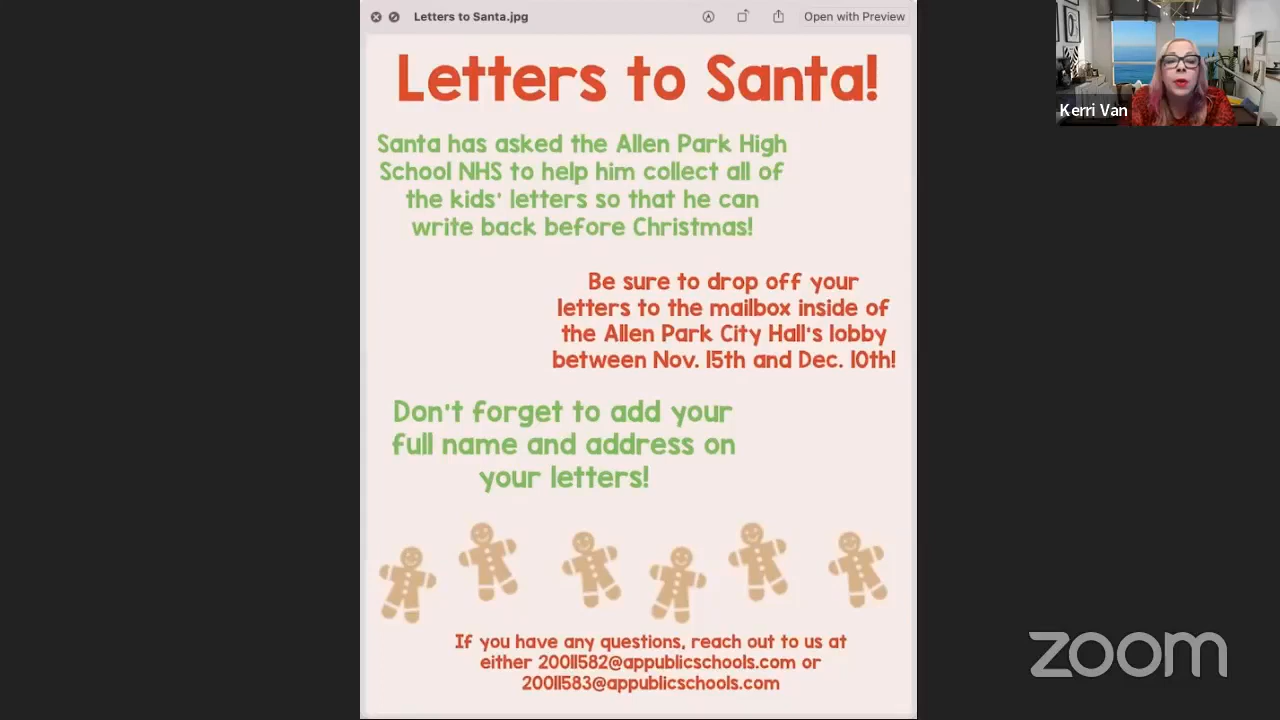 Letters to Santa.jpg
Open with Preview
Letters to Santa!
Santa has asked the Allen Park High
School NHS to help him collect all of
the kids' letters so that he can
write back before Christmas!
Be sure to drop off your
letters to the mailbox inside of
the Allen Park City Hall's lobby
between Nov. 15th and Dec. 10th!
Don't forget to add your
full name and address on
your letters!
If you have any questions, reach out to us at
either 20011582@appublicschools.com or
20011583@appublicschools.com
Kerri Van
zoom